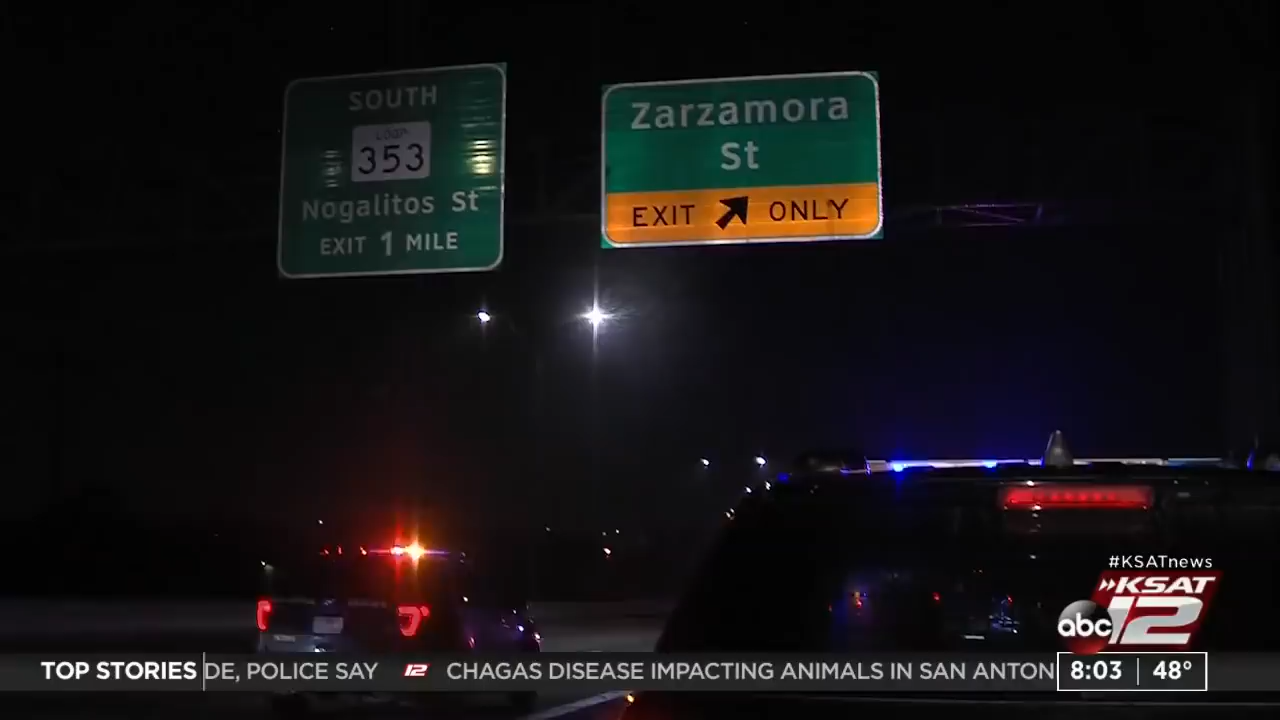 SOUTH
LOOP
353
Nogalitos St
EXIT 1 MILE
Zarzamora
St
EXIT ONLY
#KSATnews
KSAT
abc 12
TOP STORIES DE, POLICE SAY 12 CHAGAS DISEASE IMPACTING ANIMALS IN SAN ANTON 8:03 48°